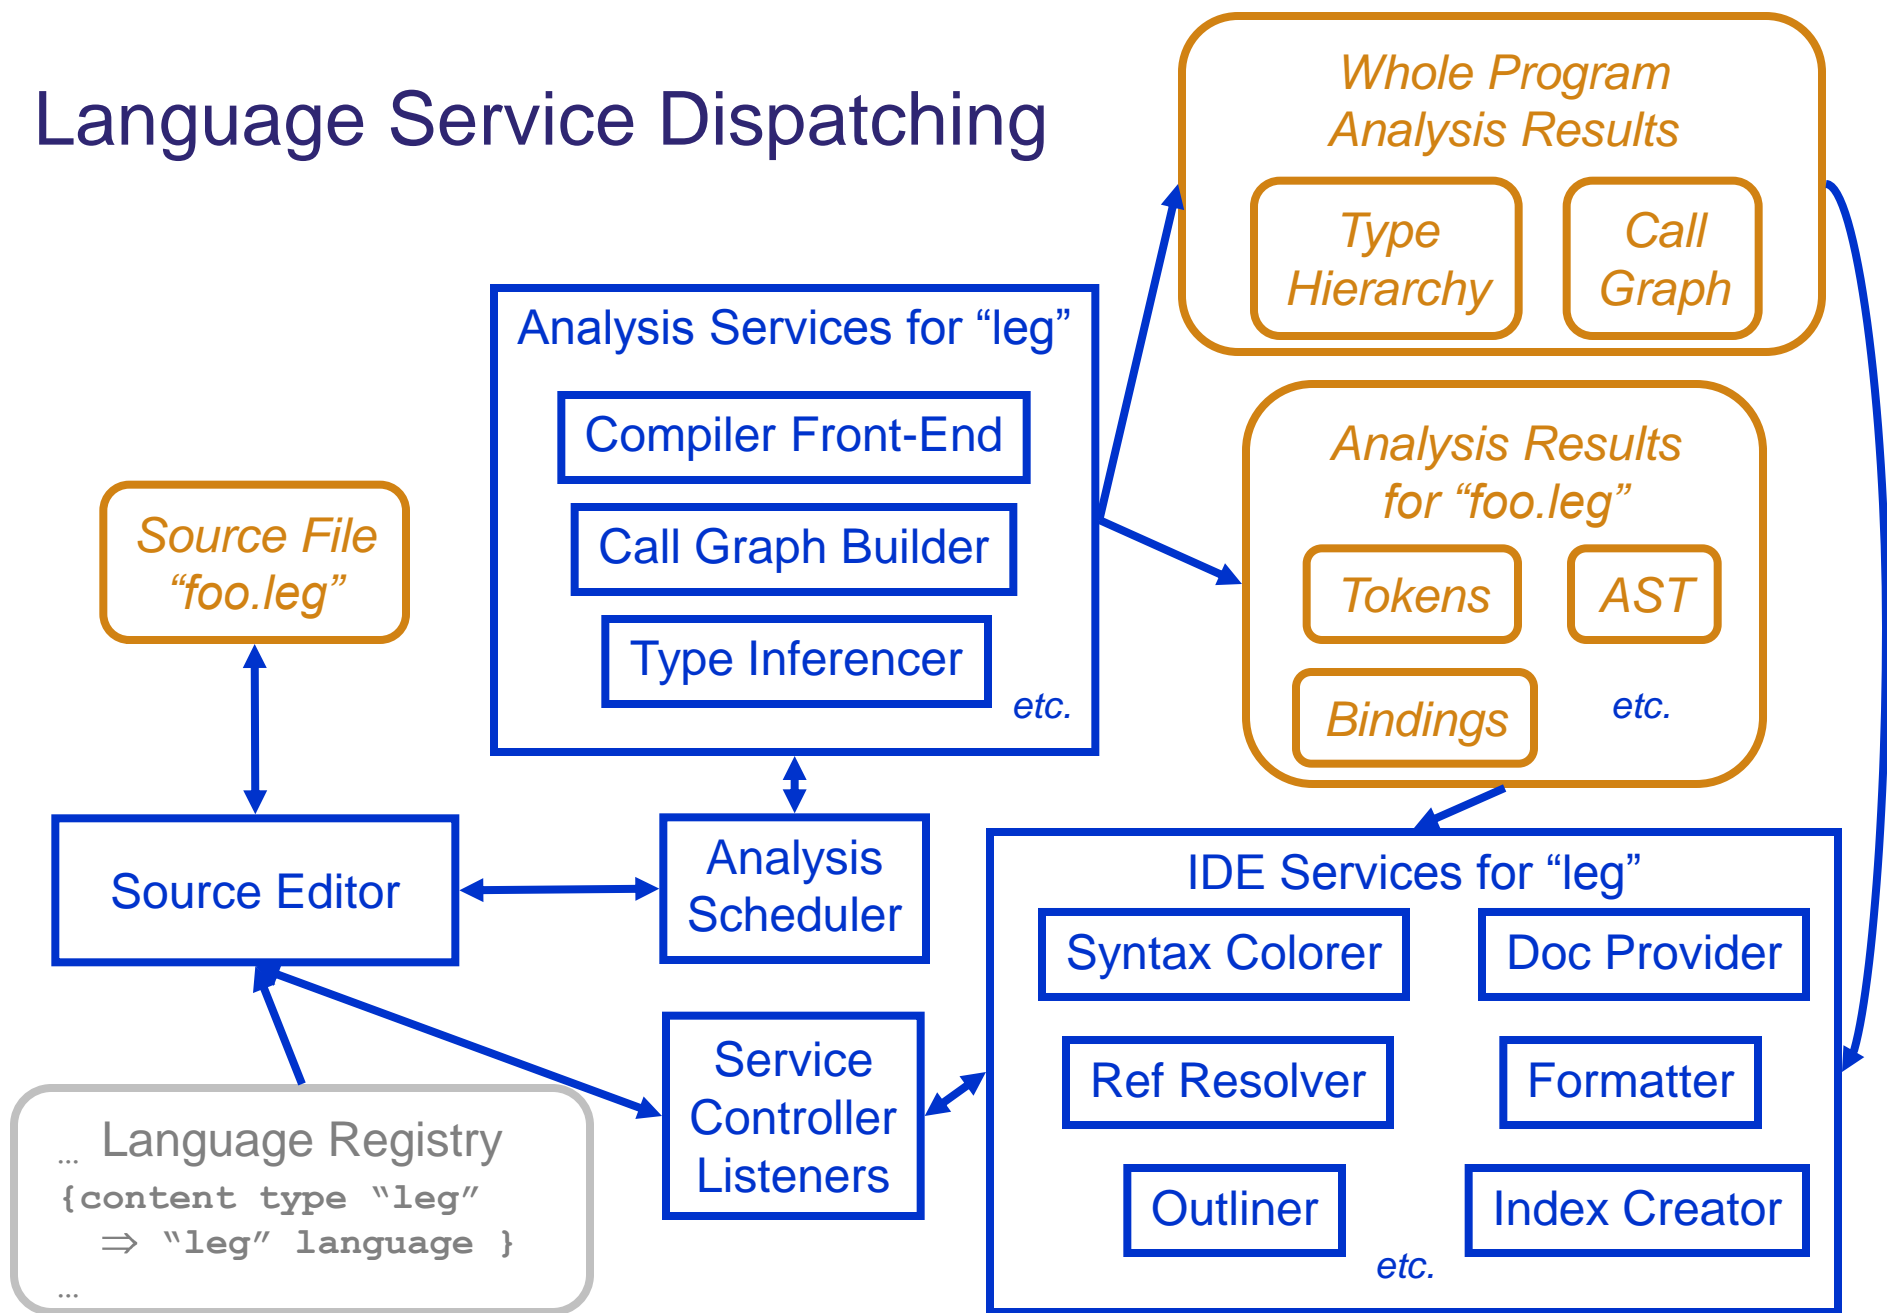 Language Service Dispatching
Whole Program
Analysis Results
Type
Hierarchy
Call
Graph
Analysis Services for “leg”
Compiler Front-End
Call Graph Builder
Type Inferencer
etc.
Analysis Results
for “foo.leg”
Tokens
AST
Bindings
etc.
Source File
“foo.leg”
Source Editor
Analysis
Scheduler
Service
Controller
Listeners
IDE Services for “leg”
Syntax Colorer
Doc Provider
Ref Resolver
Formatter
Outliner
Index Creator
etc.
... Language Registry
{content type “leg”
⇒ “leg” language }
...